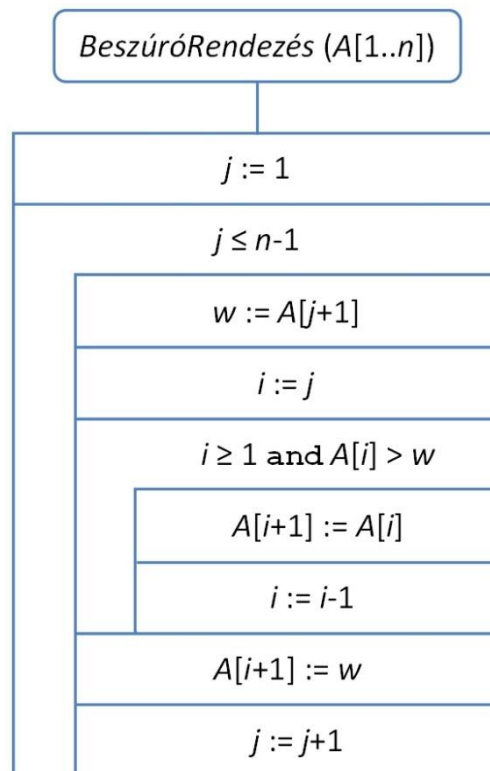 BeszúróRendezés (A[1..n])
j := 1
j ≤ n-1
w := A[j+1]
i := j
i ≥ 1 and A[i] > w
A[i+1] := A[i]
i := i-1
A[i+1] := w
j := j+1